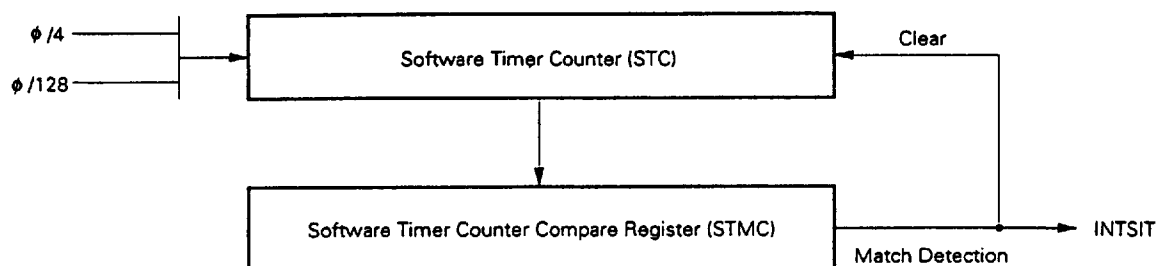 ϕ/4
ϕ/128
Software Timer Counter (STC)
Clear
Software Timer Counter Compare Register (STMC)
INTSIT
Match Detection